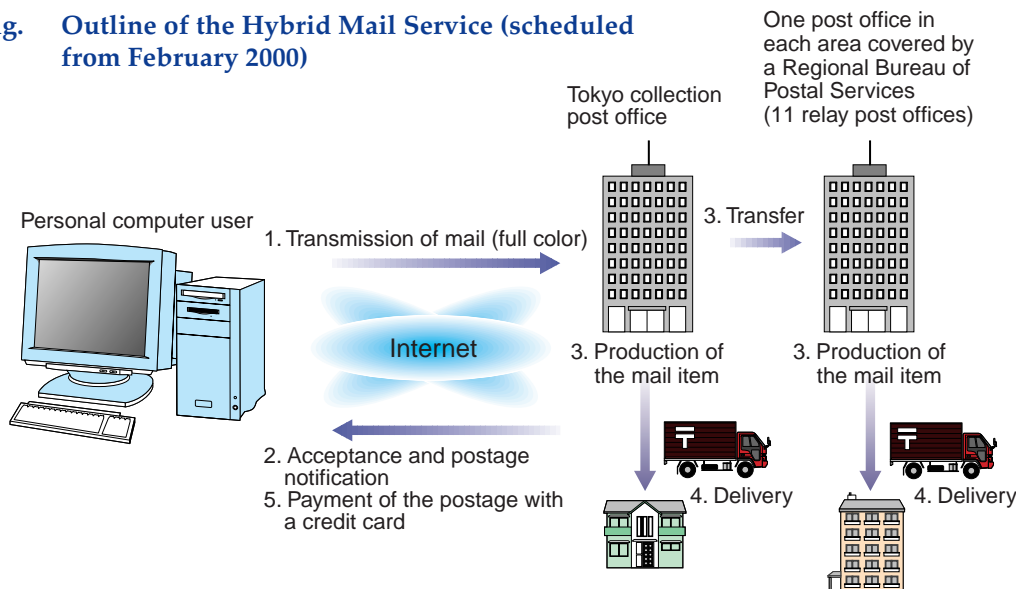 g. Outline of the Hybrid Mail Service (scheduled
from February 2000)
One post office in
each area covered by
a Regional Bureau of
Postal Services
(11 relay post offices)
Tokyo collection
post office
Personal computer user
1. Transmission of mail (full color)
3. Transfer
Internet
3. Production of
the mail item
3. Production of
the mail item
2. Acceptance and postage
notification
5. Payment of the postage with
a credit card
4. Delivery
4. Delivery